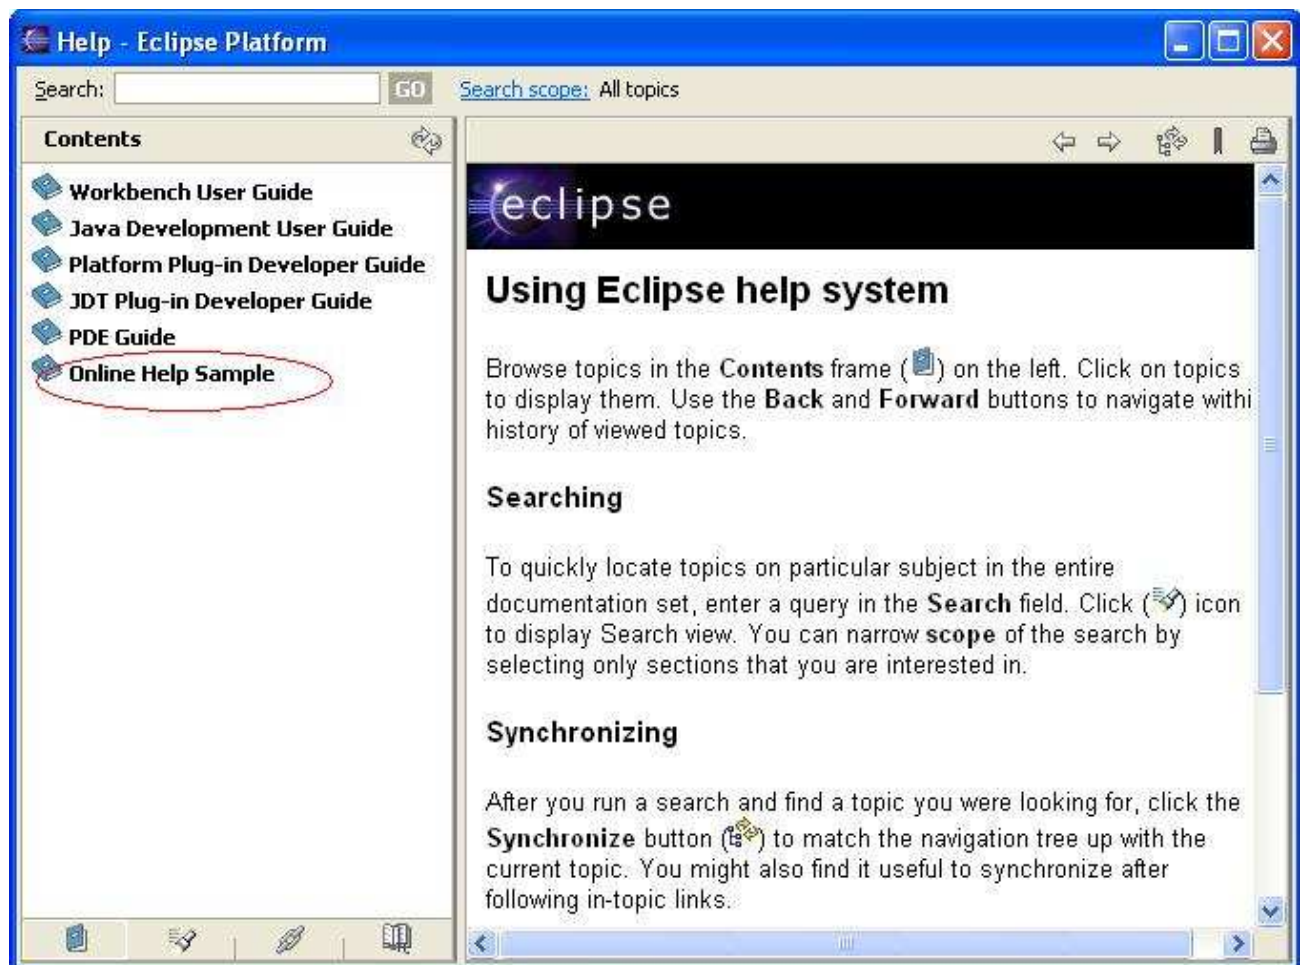 Help - Eclipse Platform
Search: GO Search scope: All topics
Contents
Workbench User Guide
Java Development User Guide
Platform Plug-in Developer Guide
JDT Plug-in Developer Guide
PDE Guide
Online Help Sample
eclipse
Using Eclipse help system
Browse topics in the Contents frame ( ) on the left. Click on topics
to display them. Use the Back and Forward buttons to navigate withi
history of viewed topics.
Searching
To quickly locate topics on particular subject in the entire
documentation set, enter a query in the Search field. Click ( ) icon
to display Search view. You can narrow scope of the search by
selecting only sections that you are interested in.
Synchronizing
After you run a search and find a topic you were looking for, click the
Synchronize button ( ) to match the navigation tree up with the
current topic. You might also find it useful to synchronize after
following in-topic links.